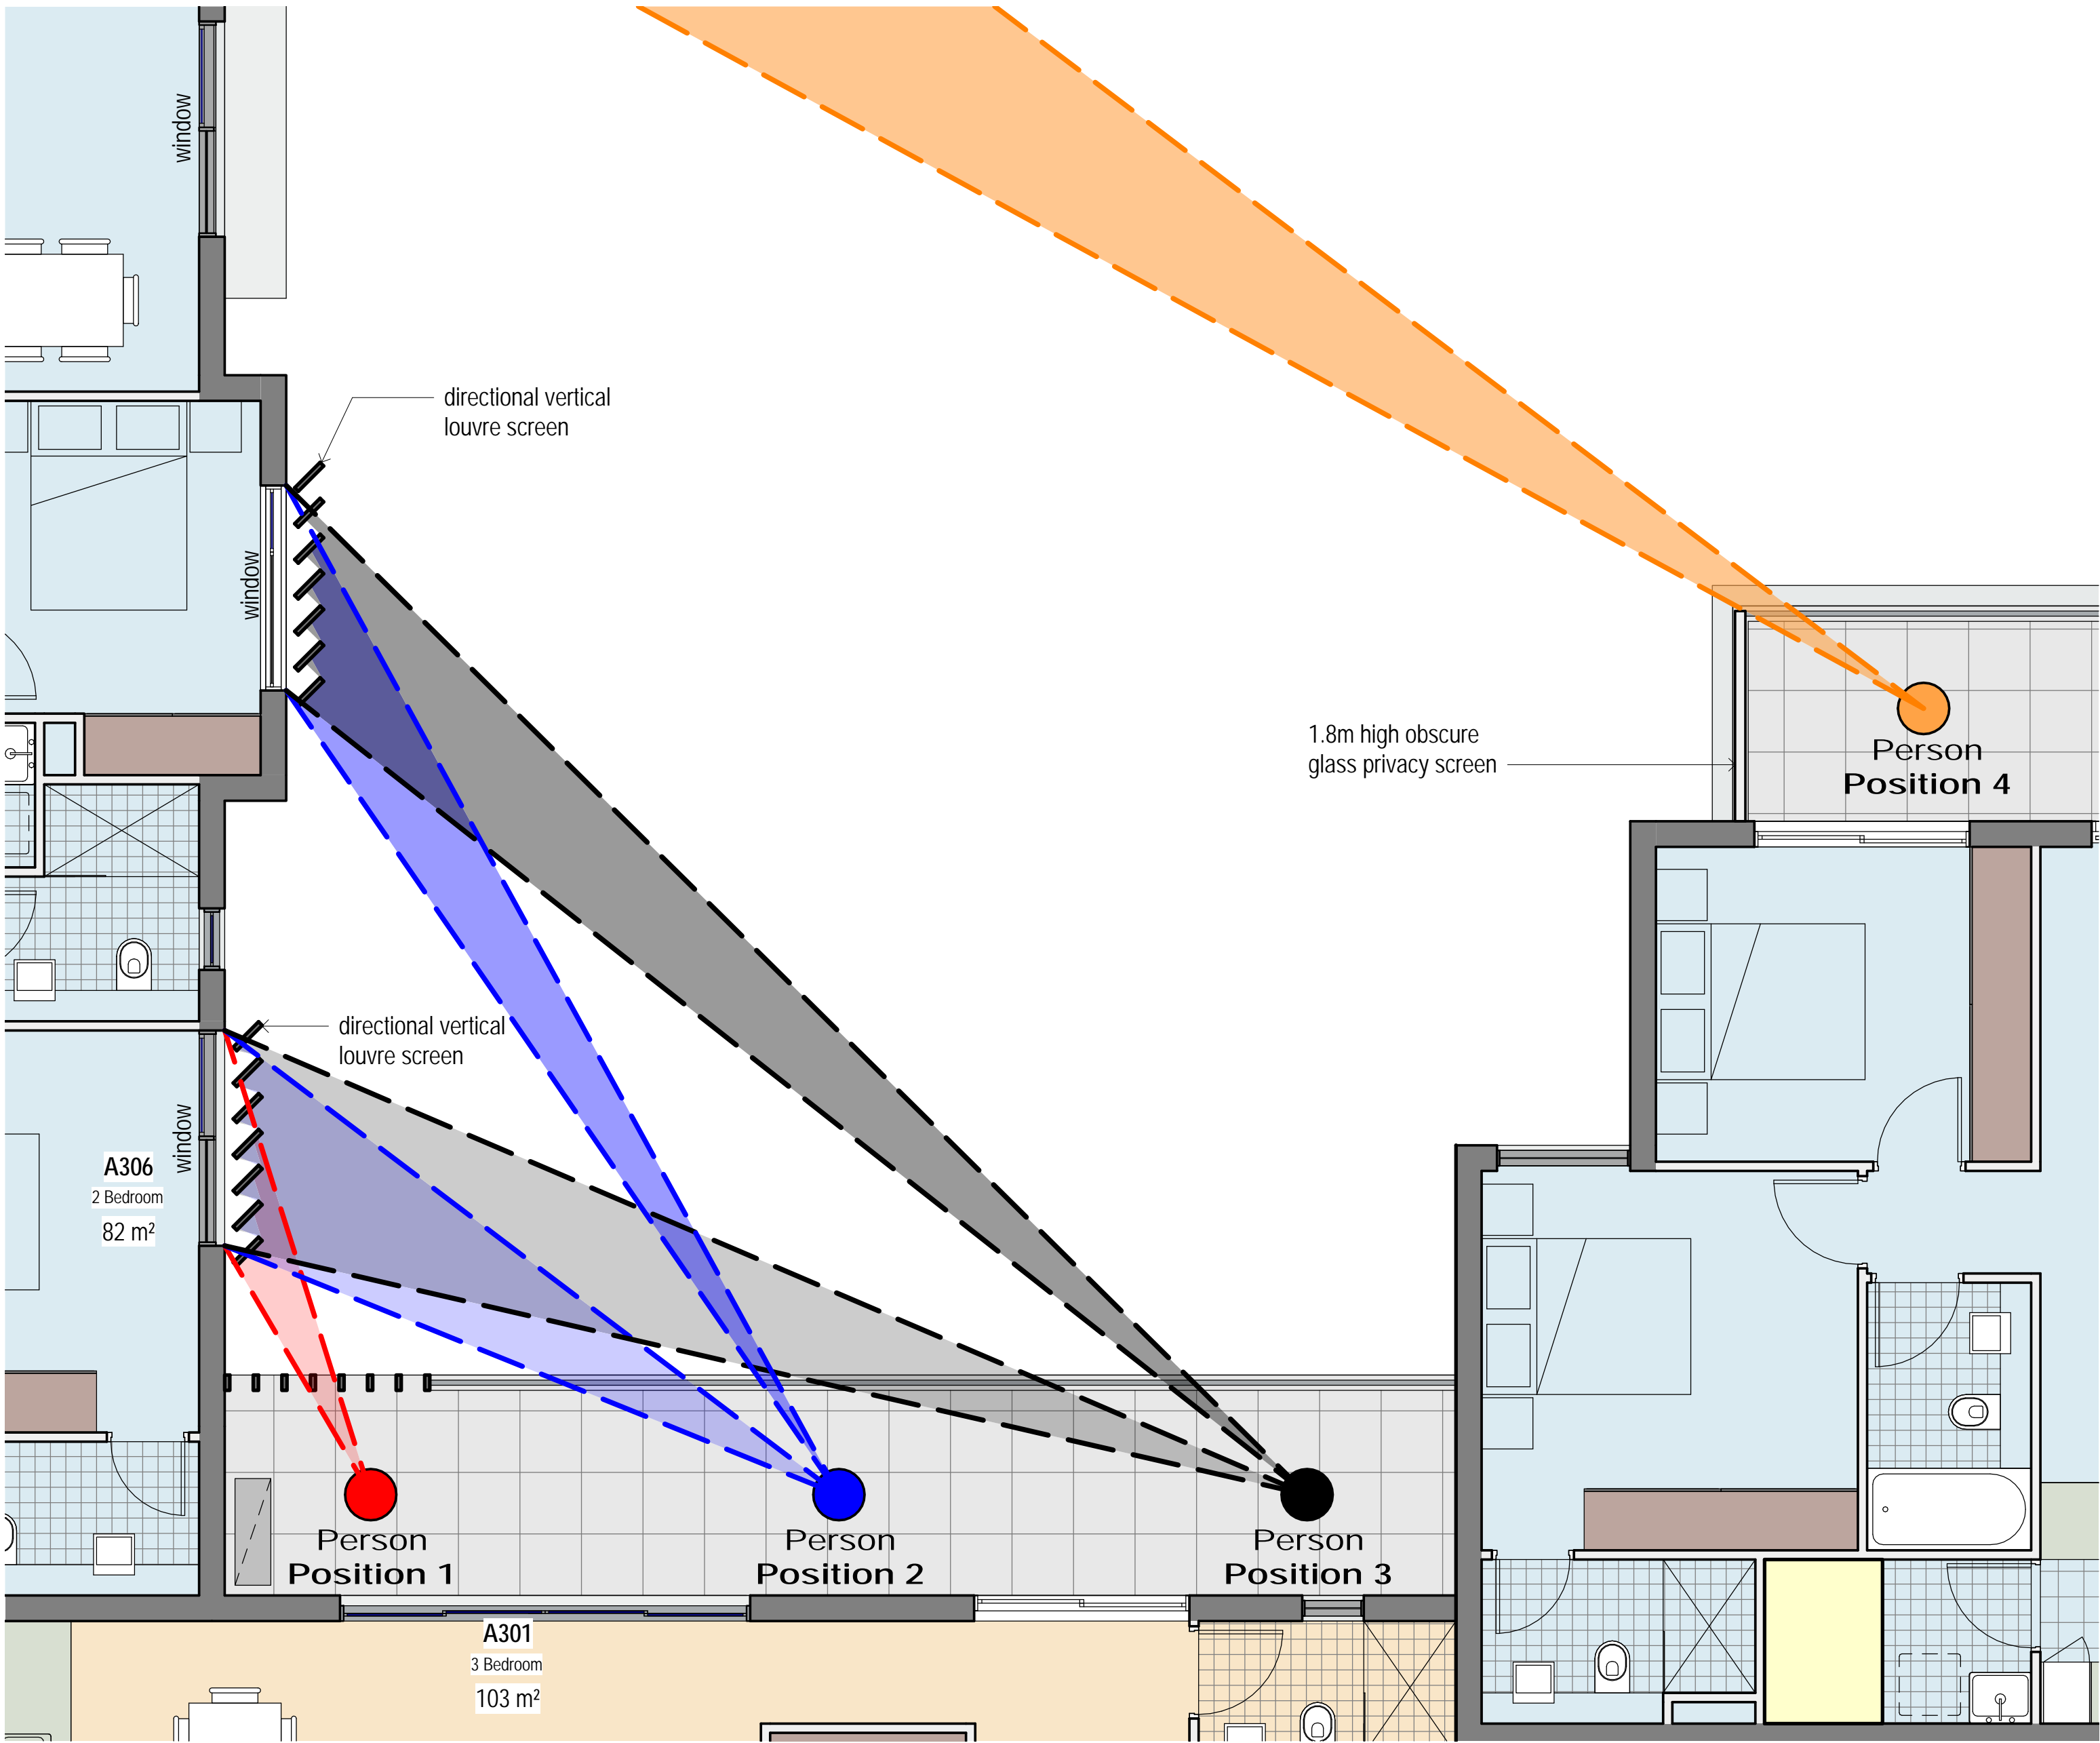 window
directional vertical
louvre screen
window
1.8m high obscure
glass privacy screen
Person
Position 4
directional vertical
louvre screen
window
A306
2 Bedroom
82 m²
Person
Position 1
Person
Position 2
Person
Position 3
A301
3 Bedroom
103 m²